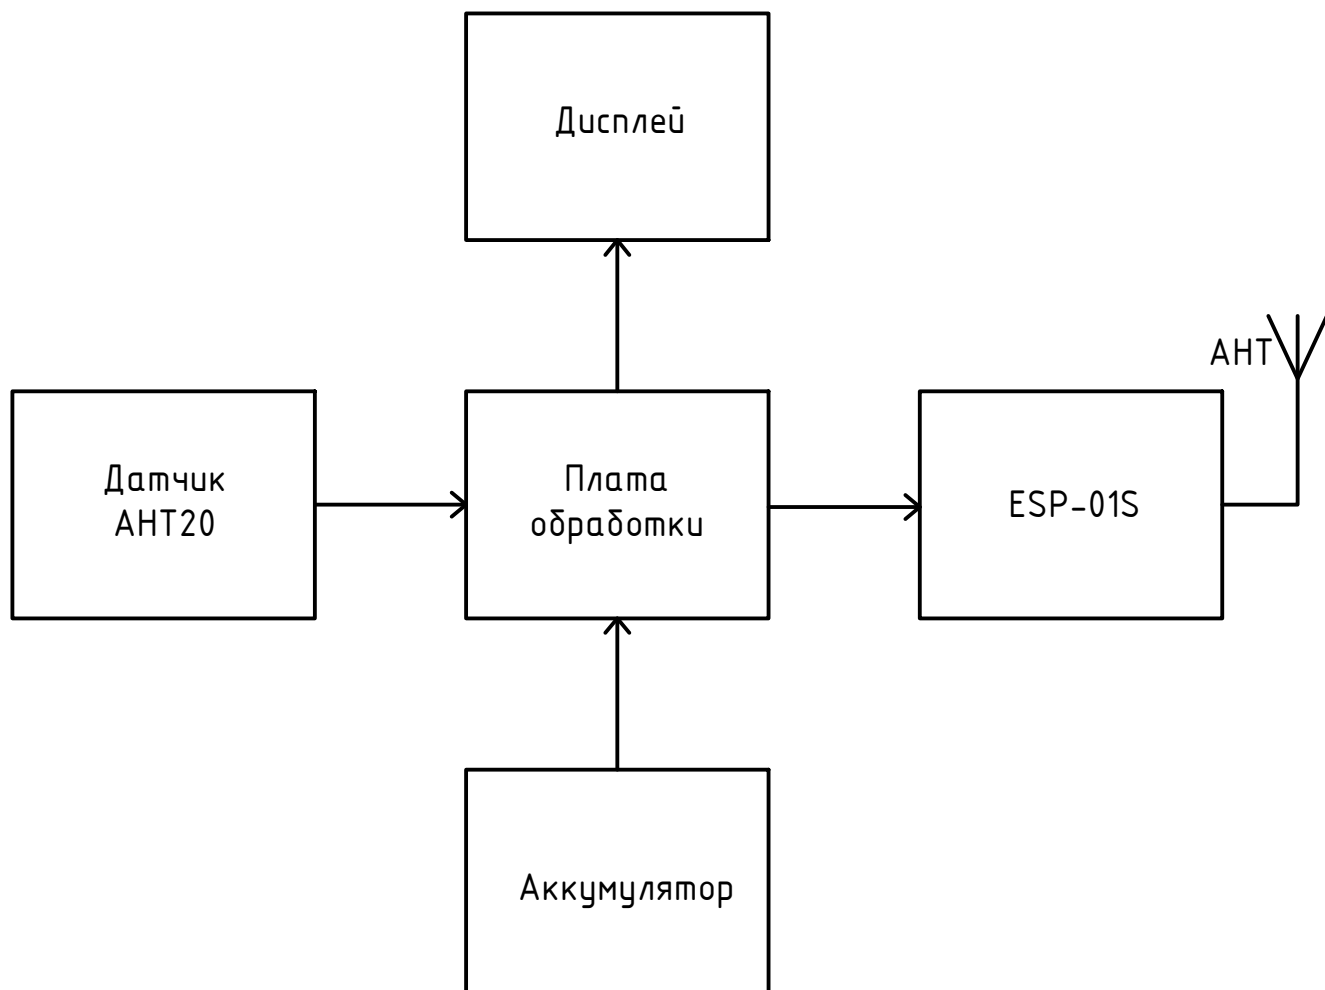 Дисплей
АНТ
Датчик
AHT20
Плата
обработки
ESP-01S
Аккумулятор